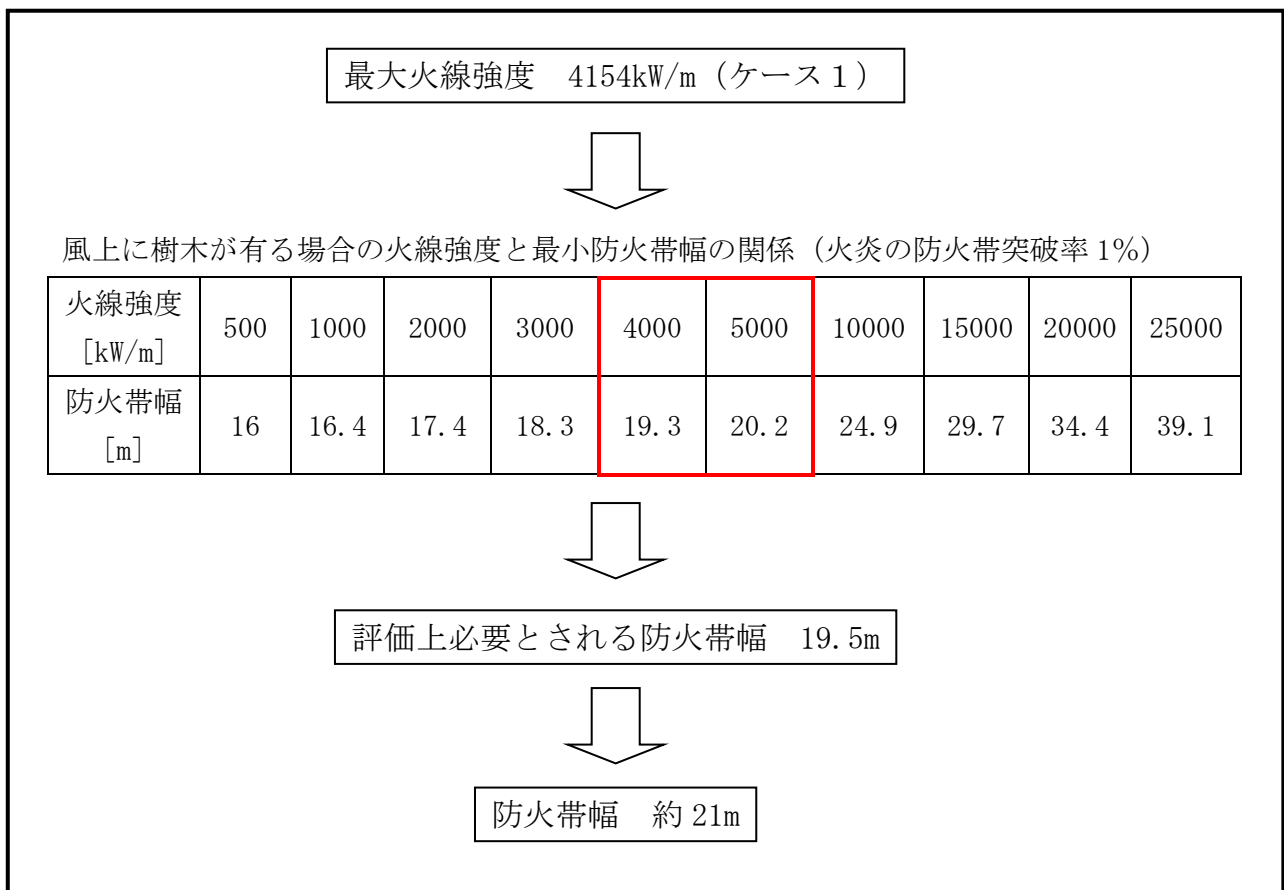 最大火線強度　4154kW/m（ケース１）
風上に樹木が有る場合の火線強度と最小防火帯幅の関係（火炎の防火帯突破率 1%）
火線強度 [kW/m] 500 1000 2000 3000 4000 5000 10000 15000 20000 25000
防火帯幅 [m] 16 16.4 17.4 18.3 19.3 20.2 24.9 29.7 34.4 39.1
評価上必要とされる防火帯幅　19.5m
防火帯幅　約 21m